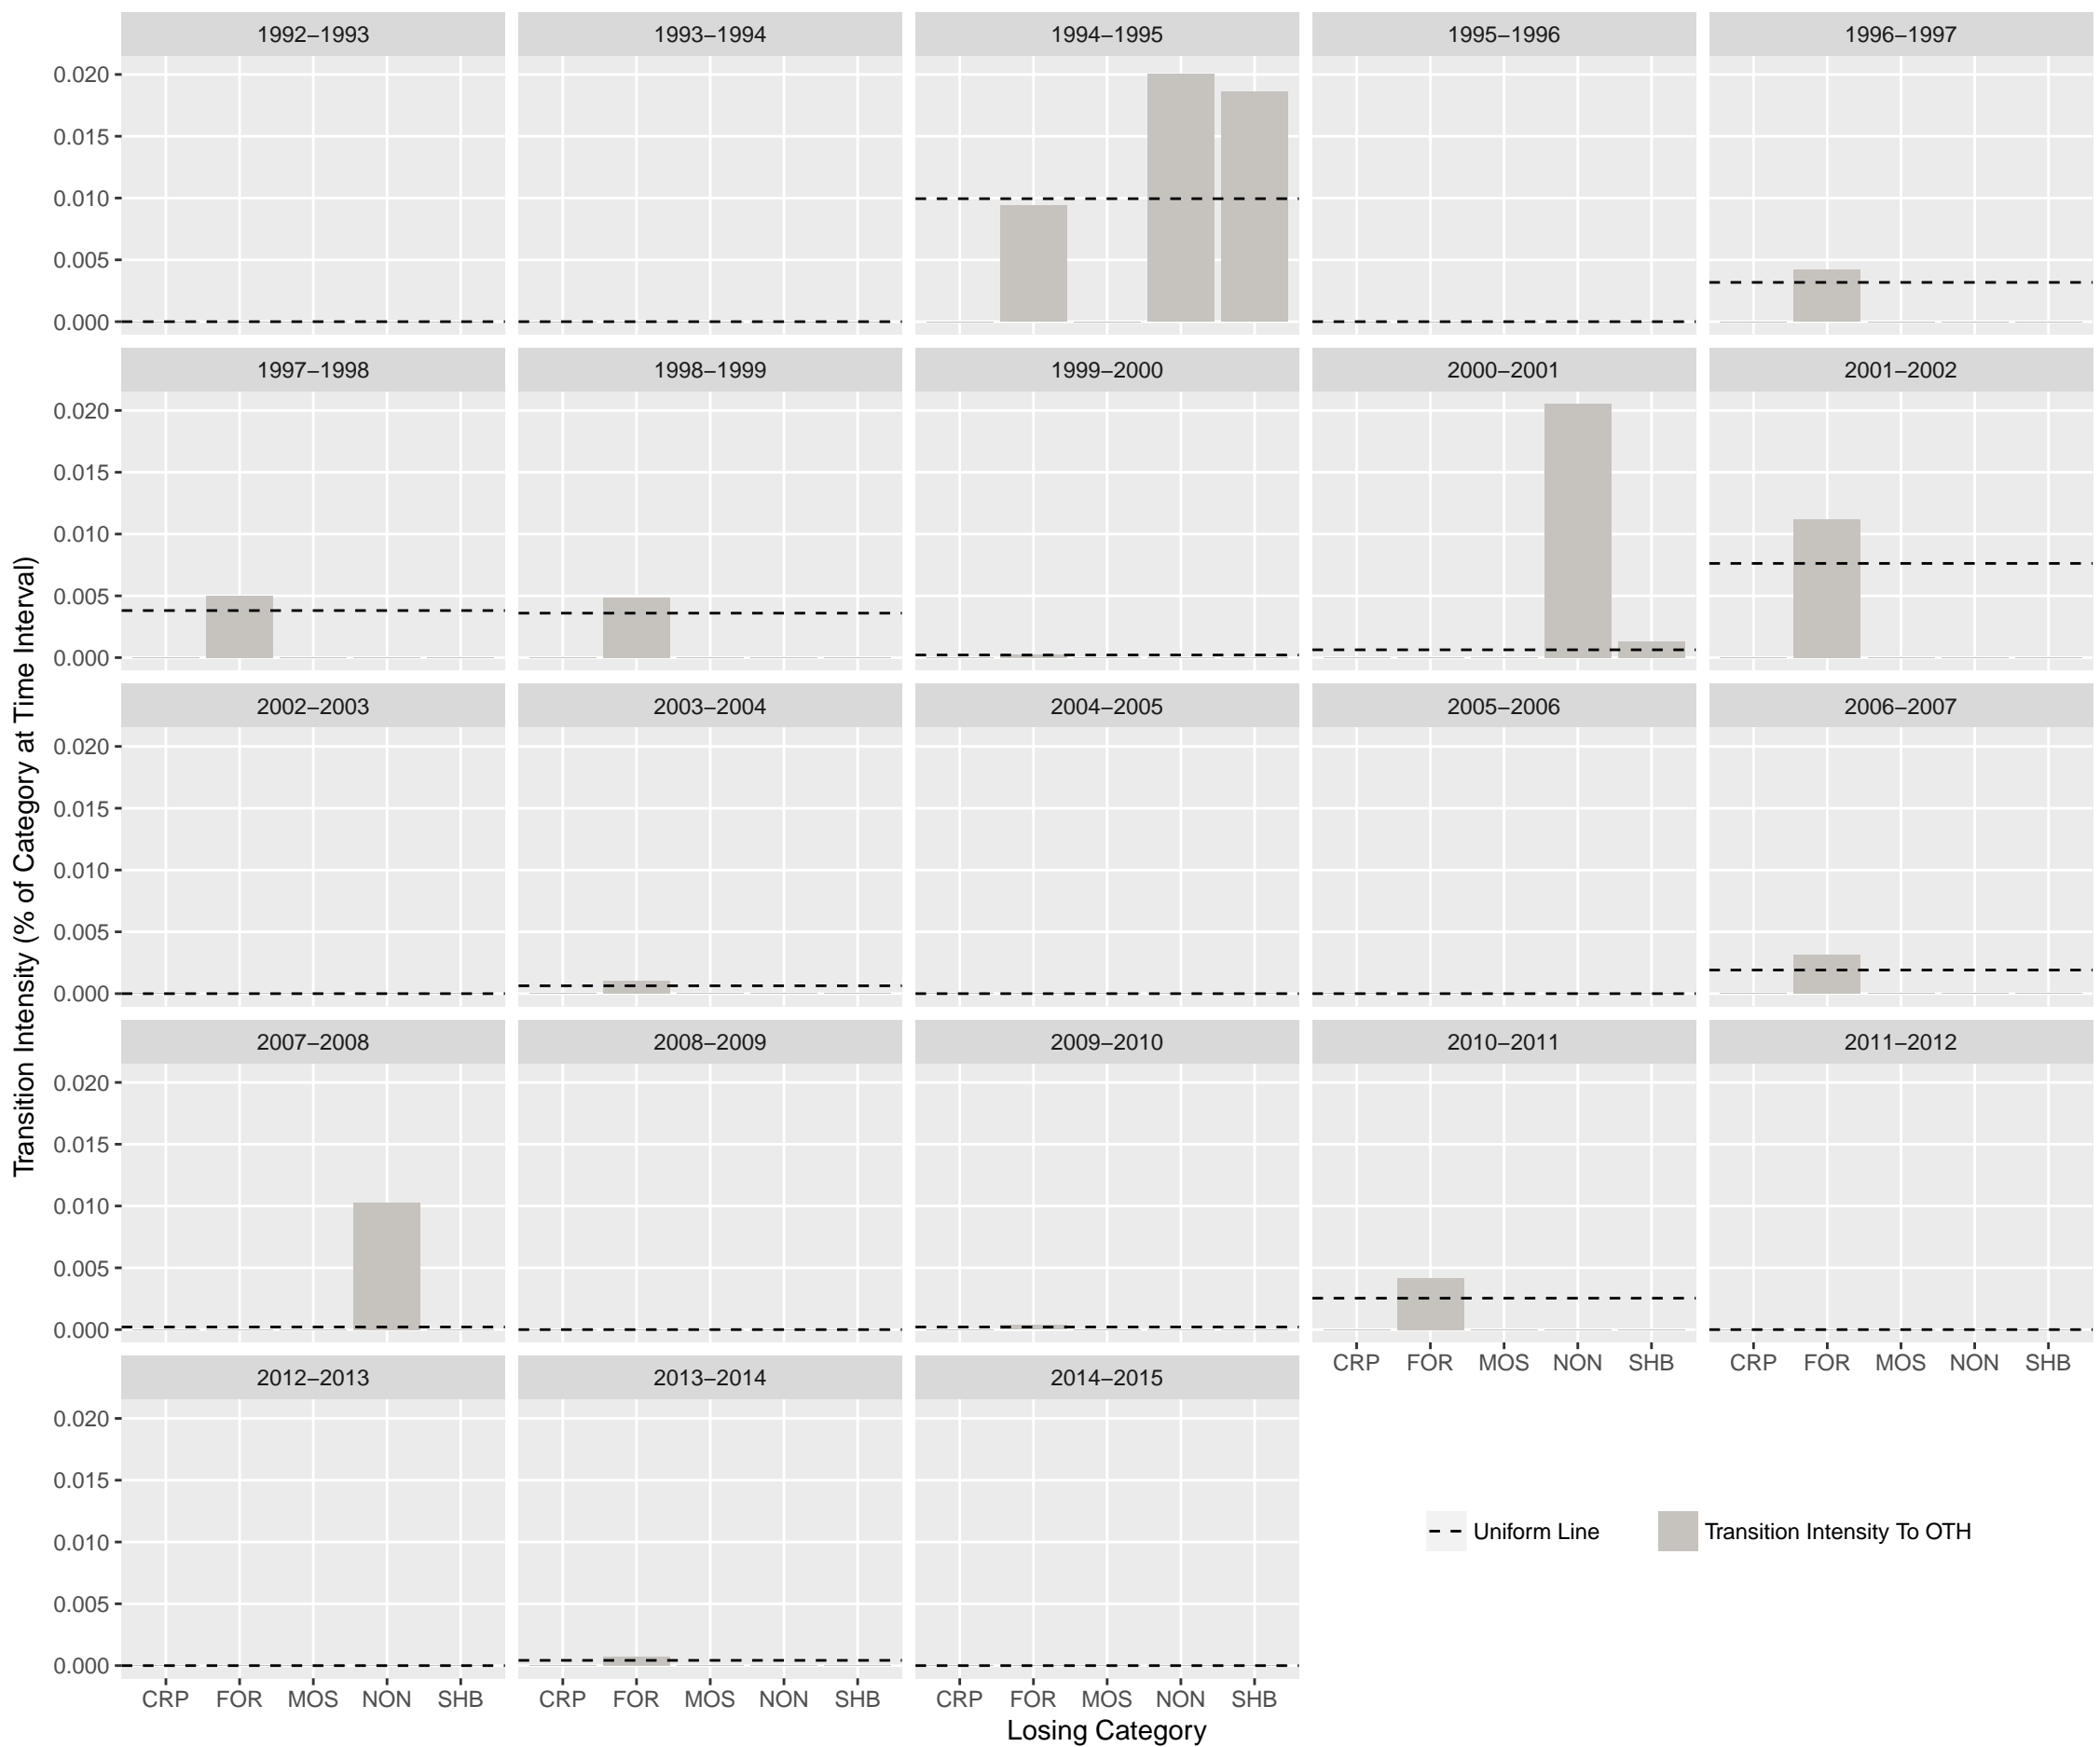 1992–1993 1993–1994 1994–1995 1995–1996 1996–1997
0.020
0.015
0.010
0.005
0.000
1997–1998 1998–1999 1999–2000 2000–2001 2001–2002
0.020
0.015
0.010
0.005
0.000
2002–2003 2003–2004 2004–2005 2005–2006 2006–2007
0.020
0.015
0.010
0.005
0.000
2007–2008 2008–2009 2009–2010 2010–2011 2011–2012
0.020
0.015
0.010
0.005
0.000
CRP FOR MOS NON SHB CRP FOR MOS NON SHB
2012–2013 2013–2014 2014–2015
0.020
0.015
0.010
0.005
0.000
CRP FOR MOS NON SHB CRP FOR MOS NON SHB CRP FOR MOS NON SHB
Losing Category
Transition Intensity (% of Category at Time Interval)
Uniform Line Transition Intensity To OTH